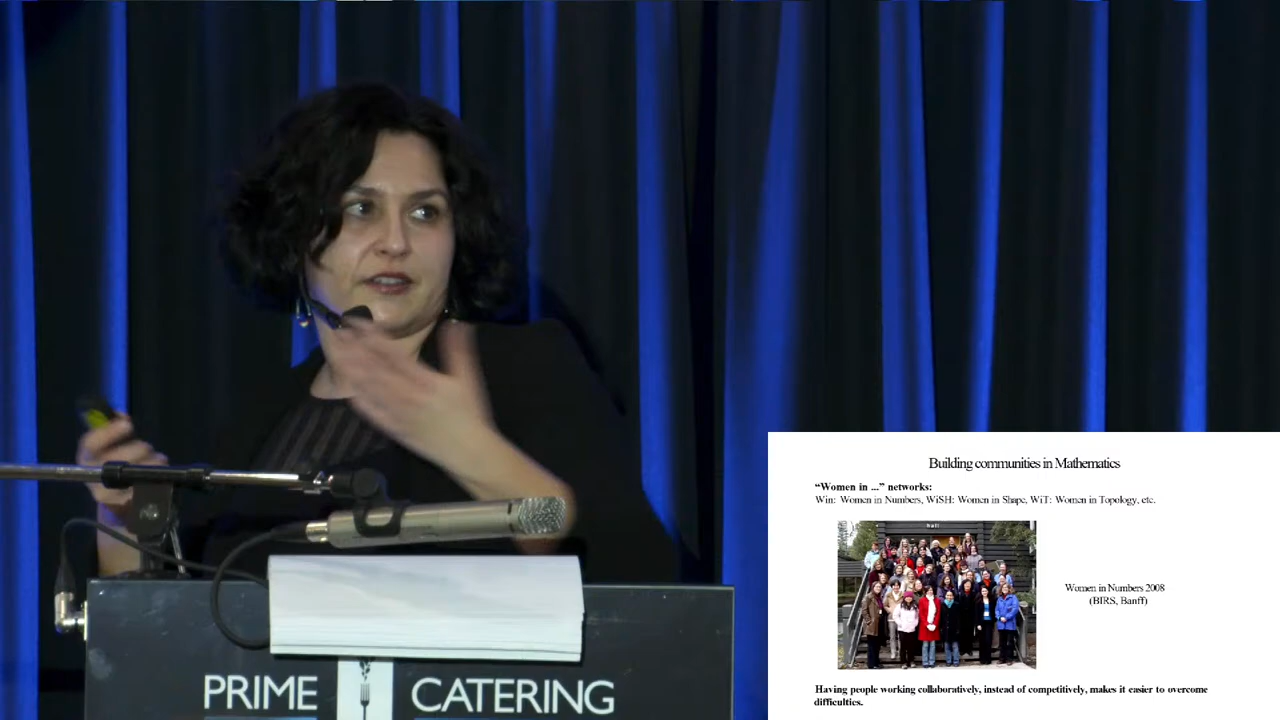 Building communities in Mathematics
“Women in ...” networks:
Win: Women in Numbers, WiSH: Women in Shape, WiT: Women in Topology, etc.
hall
Women in Numbers 2008
(BIRS, Banff)
Having people working collaboratively, instead of competitively, makes it easier to overcome
difficulties.
PRIME CATERING